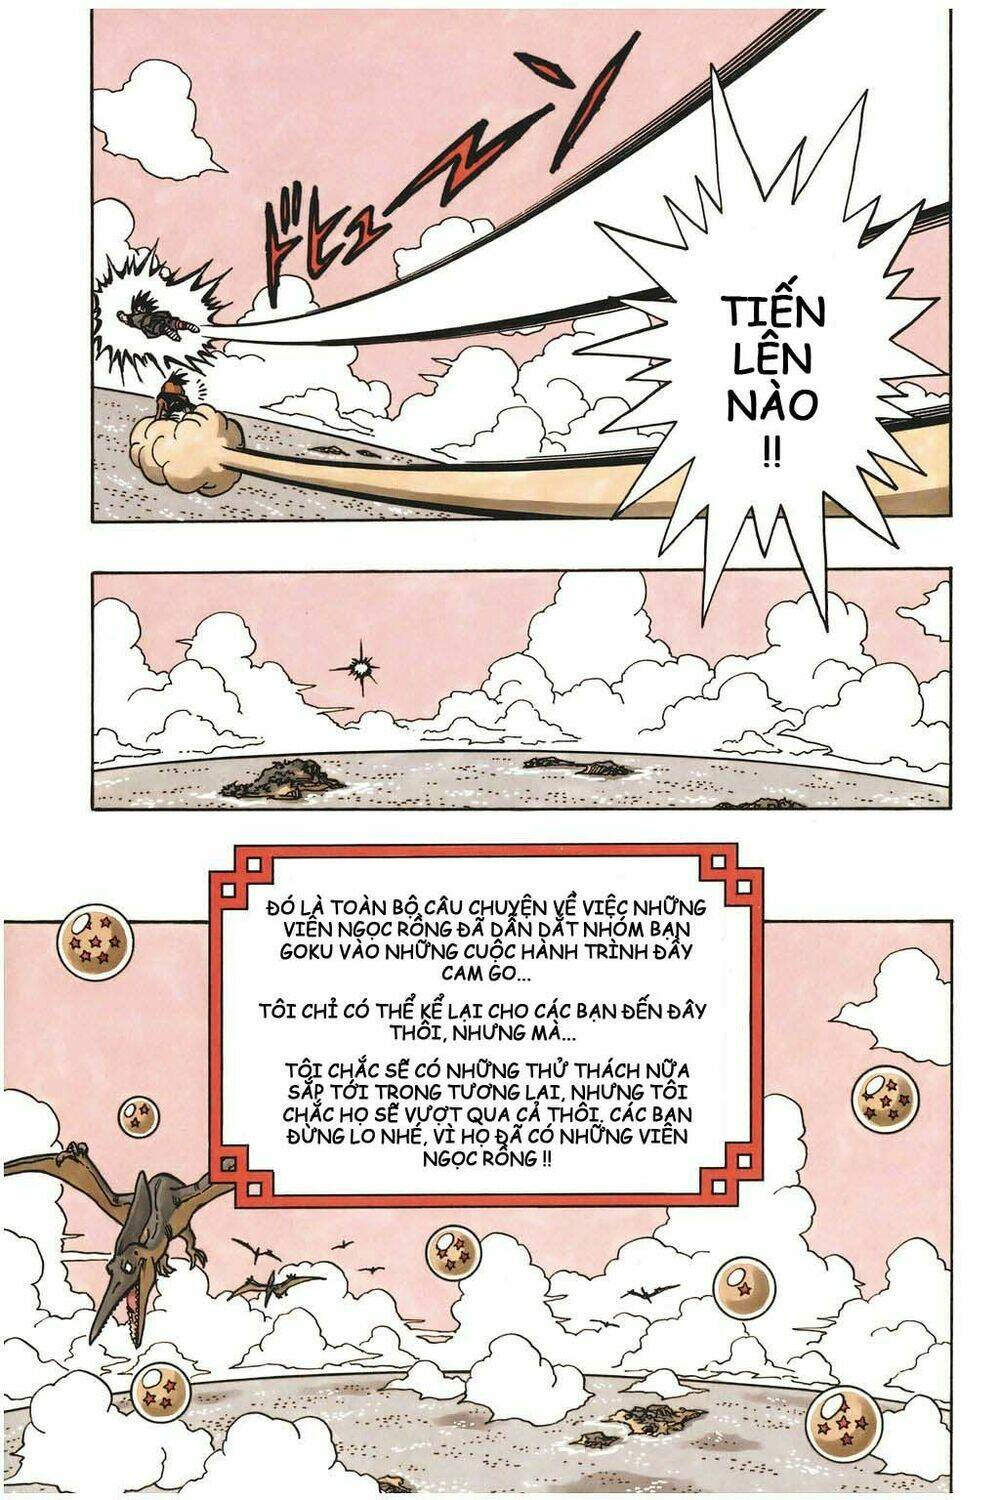 ドヒューン
TIẾN
LÊN
NÀO
!!
ĐÓ LÀ TOÀN BỘ CÂU CHUYỆN VỀ VIỆC NHỮNG
VIÊN NGỌC RỒNG ĐÃ DẪN DẮT NHÓM BẠN
GOKU VÀO NHỮNG CUỘC HÀNH TRÌNH ĐẦY
CAM GO...
TÔI CHỈ CÓ THỂ KỂ LẠI CHO CÁC BẠN ĐẾN ĐÂY
THÔI, NHƯNG MÀ...
TÔI CHẮC SẼ CÓ NHỮNG THỬ THÁCH NỮA
SẮP TỚI TRONG TƯƠNG LAI, NHƯNG TÔI
CHẮC HỌ SẼ VƯỢT QUA CẢ THÔI. CÁC BẠN
ĐỪNG LO NHÉ, VÌ HỌ ĐÃ CÓ NHỮNG VIÊN
NGỌC RỒNG !!